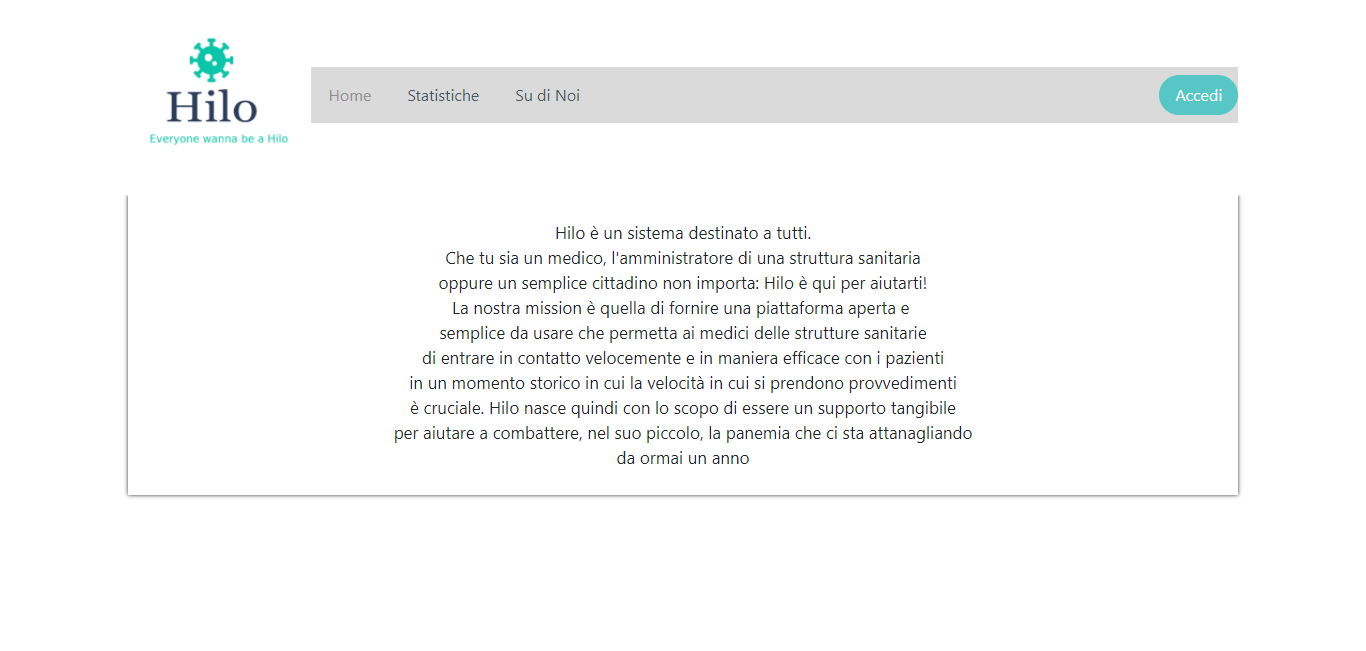 Hilo
Everyone wanna be a Hilo
Home
Statistiche
Su di Noi
Accedi
Hilo è un sistema destinato a tutti.
Che tu sia un medico, l'amministratore di una struttura sanitaria
oppure un semplice cittadino non importa: Hilo è qui per aiutarti!
La nostra mission è quella di fornire una piattaforma aperta e
semplice da usare che permetta ai medici delle strutture sanitarie
di entrare in contatto velocemente e in maniera efficace con i pazienti
in un momento storico in cui la velocità in cui si prendono provvedimenti
è cruciale. Hilo nasce quindi con lo scopo di essere un supporto tangibile
per aiutare a combattere, nel suo piccolo, la panemia che ci sta attanagliando
da ormai un anno